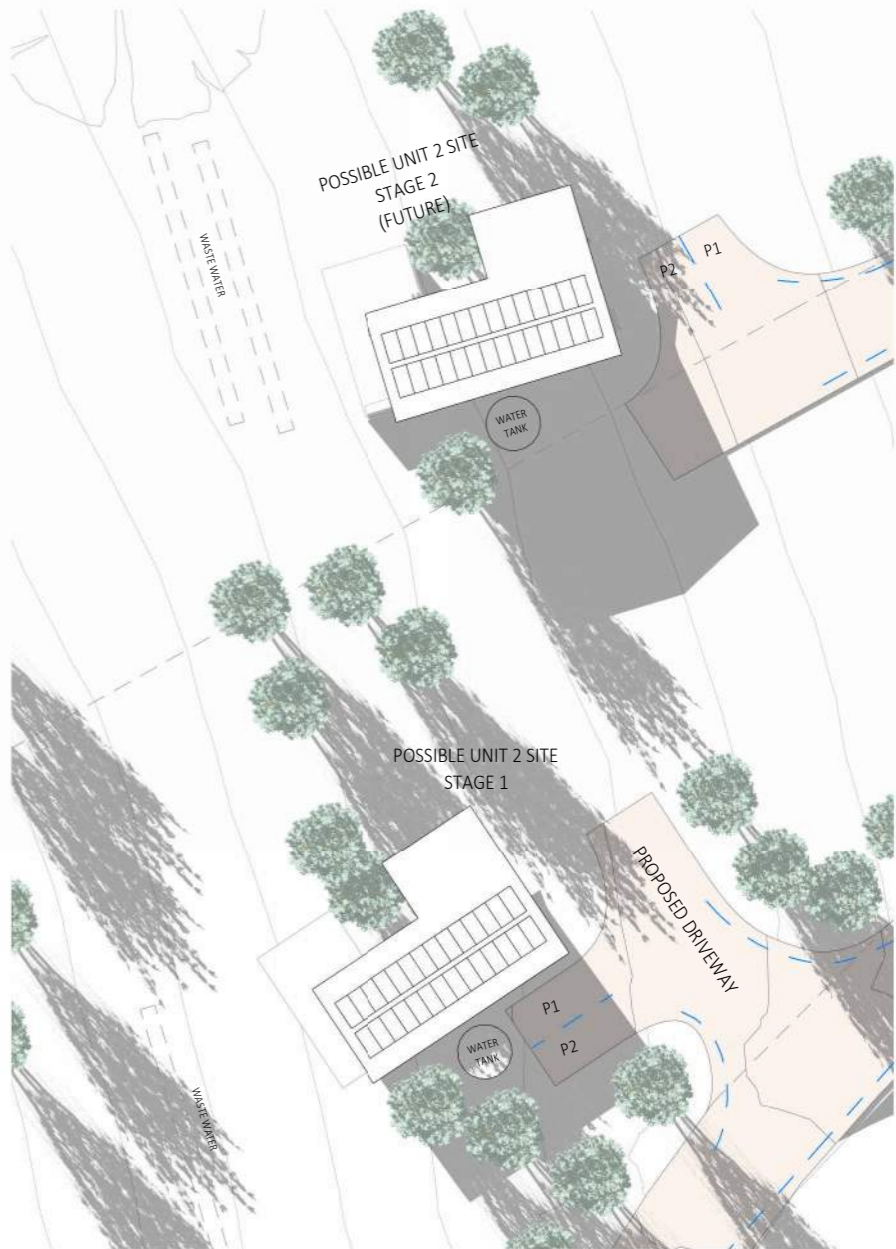 POSSIBLE UNIT 2 SITE
STAGE 2
(FUTURE)
WASTE WATER
P1
P2
WATER
TANK
POSSIBLE UNIT 2 SITE
STAGE 1
PROPOSED DRIVEWAY
P1
P2
WATER
TANK
WASTE WATER